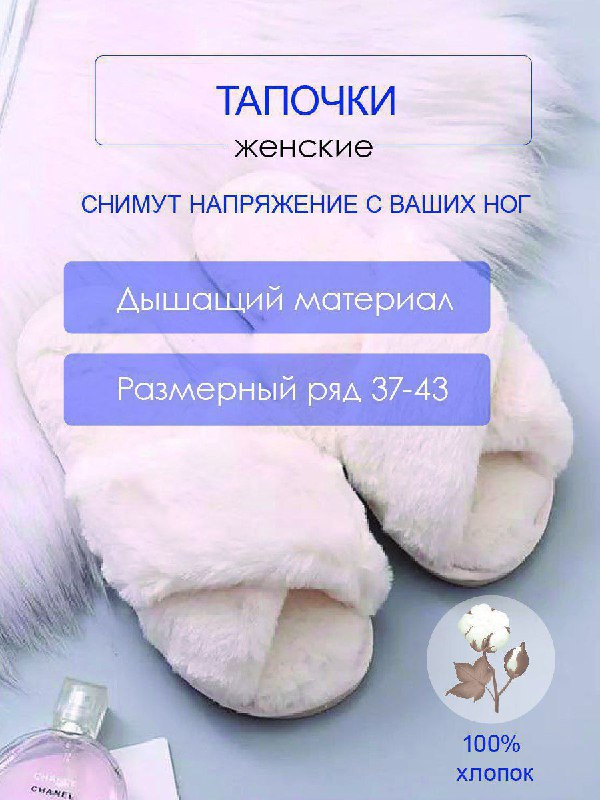 ТАПОЧКИ
женские
СНИМУТ НАПРЯЖЕНИЕ С ВАШИХ НОГ
Дышащий материал
Размерный ряд 37-43
100%
хлопок
CHANEL